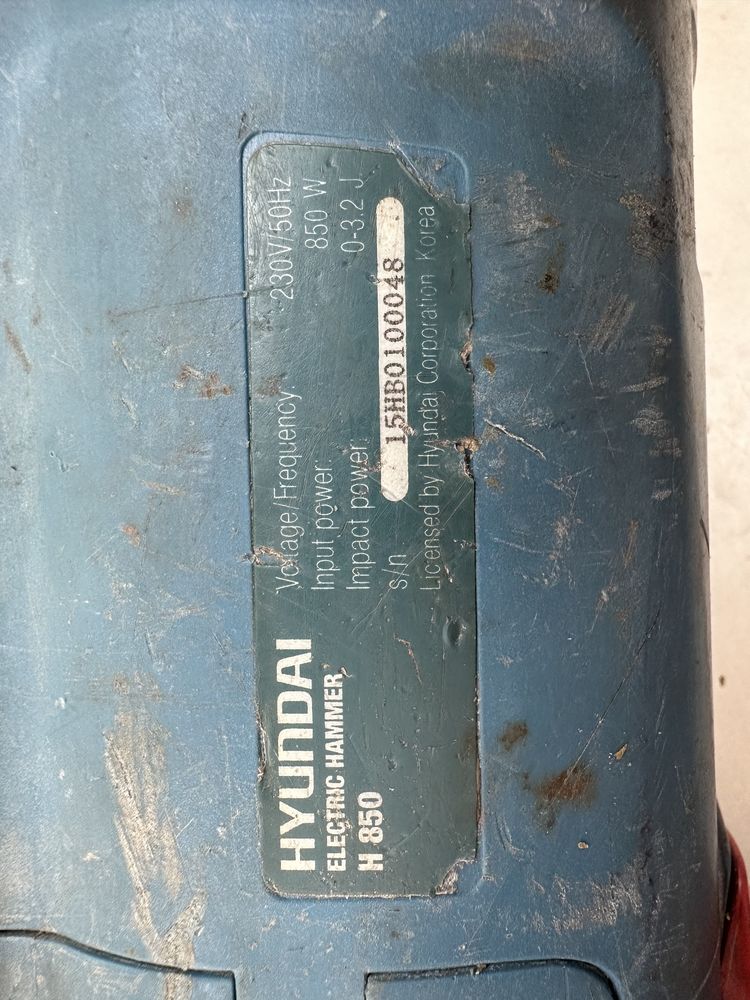 HYUNDAI
ELECTRIC HAMMER
H 850
Voltage/Frequency: 230V/50Hz
Input power: 850 W
Impact power: 0-3.2 J
s/n 15HB0100048
Licensed by Hyundai Corporation Korea